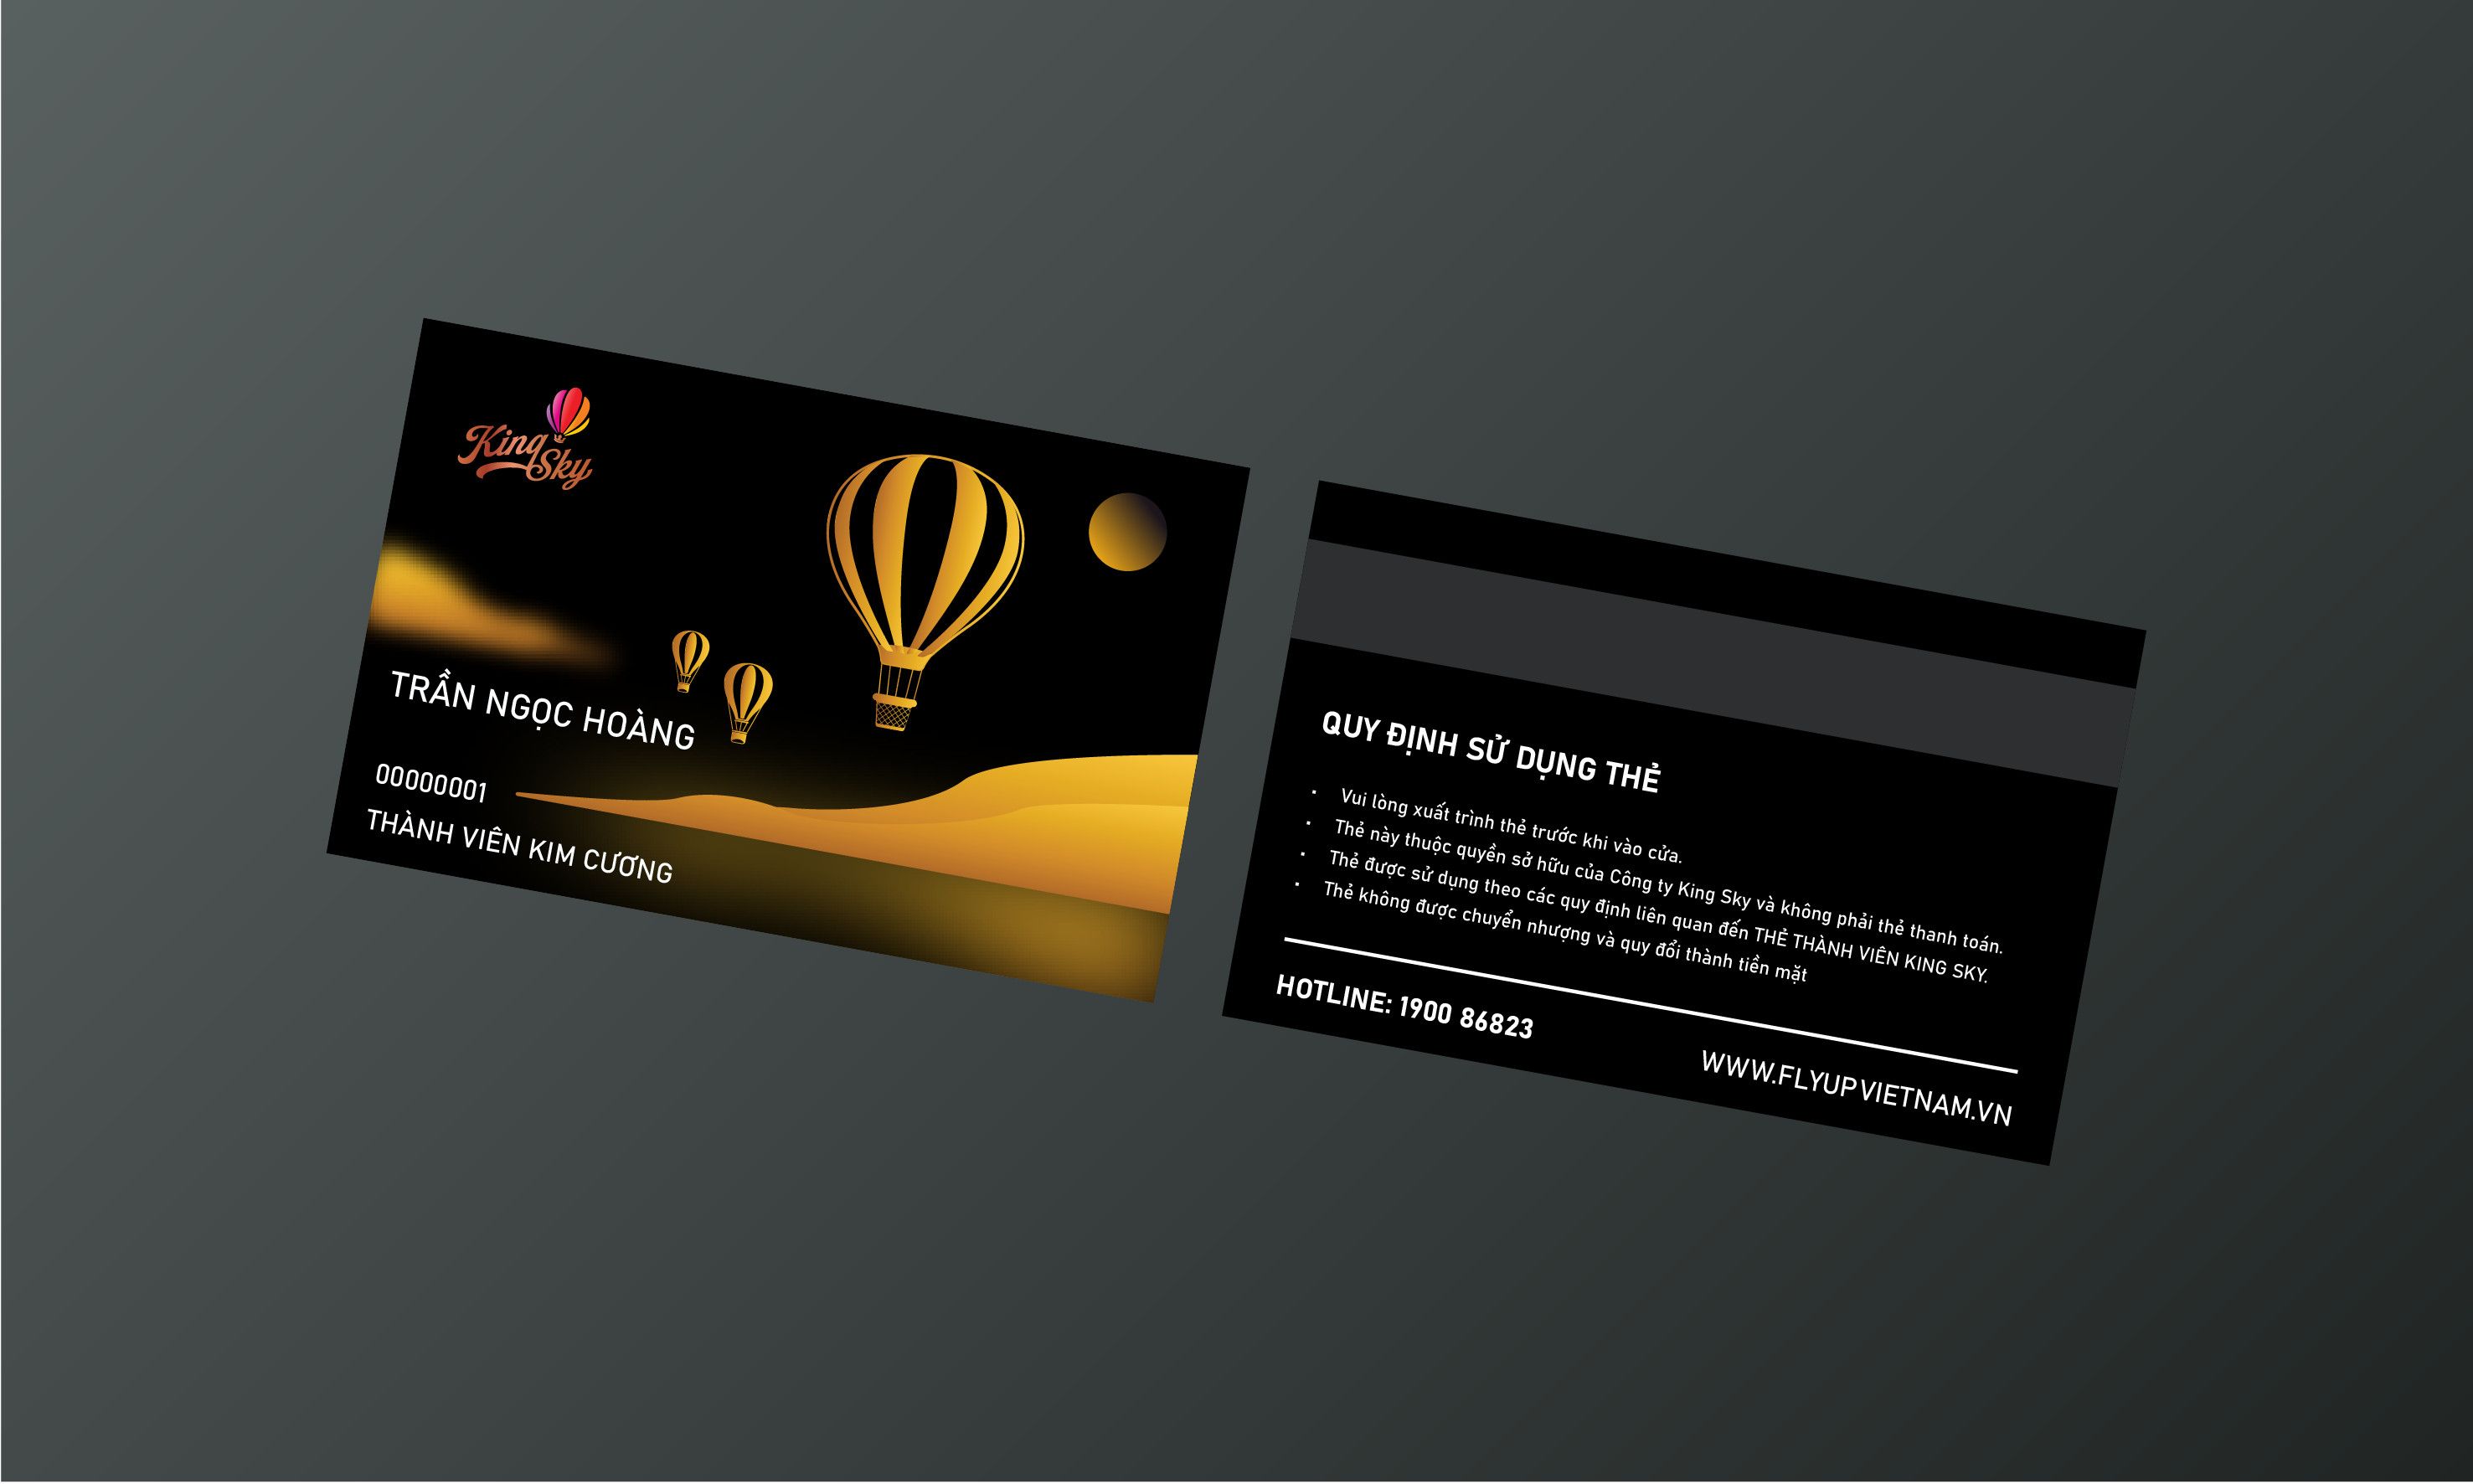 King
Sky
TRẦN NGỌC HOÀNG
00000001
THÀNH VIÊN KIM CƯƠNG
QUY ĐỊNH SỬ DỤNG THẺ
· Vui lòng xuất trình thẻ trước khi vào cửa.
· Thẻ này thuộc quyền sở hữu của Công ty King Sky và không phải thẻ thanh toán.
· Thẻ được sử dụng theo các quy định liên quan đến THẺ THÀNH VIÊN KING SKY.
· Thẻ không được chuyển nhượng và quy đổi thành tiền mặt
HOTLINE: 1900 86823
WWW.FLYUPVIETNAM.VN